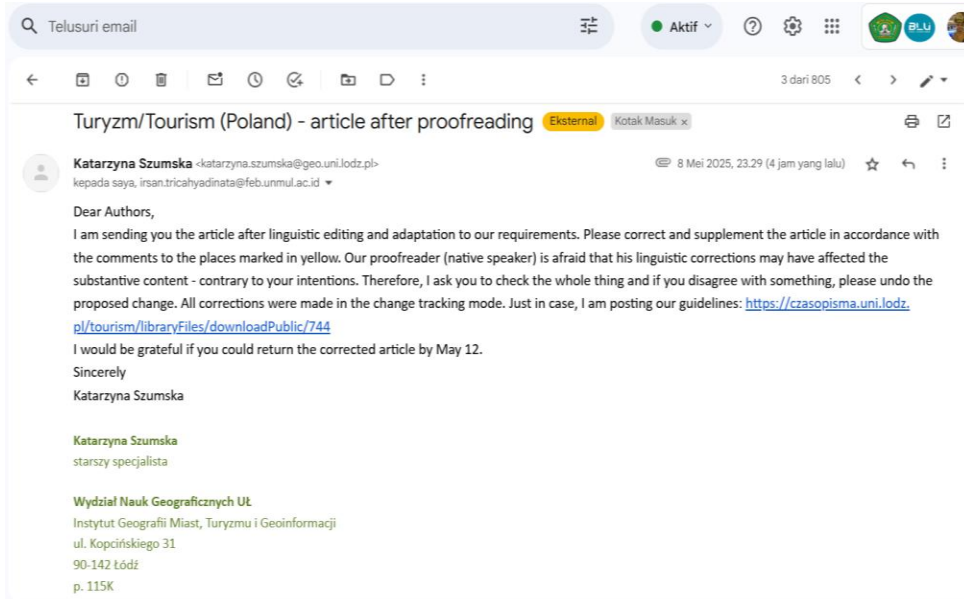 Telusuri email
Aktif
BLU
3 dari 805
Turyzm/Tourism (Poland) - article after proofreading Eksternal Kotak Masuk x
Katarzyna Szumska <katarzyna.szumska@geo.uni.lodz.pl> 8 Mei 2025, 23.29 (4 jam yang lalu)
kepada saya, irsan.tricahyadinata@feb.unmul.ac.id
Dear Authors,
I am sending you the article after linguistic editing and adaptation to our requirements. Please correct and supplement the article in accordance with
the comments to the places marked in yellow. Our proofreader (native speaker) is afraid that his linguistic corrections may have affected the
substantive content - contrary to your intentions. Therefore, I ask you to check the whole thing and if you disagree with something, please undo the
proposed change. All corrections were made in the change tracking mode. Just in case, I am posting our guidelines: https://czasopisma.uni.lodz.
pl/tourism/libraryFiles/downloadPublic/744
I would be grateful if you could return the corrected article by May 12.
Sincerely
Katarzyna Szumska
Katarzyna Szumska
starszy specjalista
Wydział Nauk Geograficznych UŁ
Instytut Geografii Miast, Turyzmu i Geoinformacji
ul. Kopcińskiego 31
90-142 Łódź
p. 115K